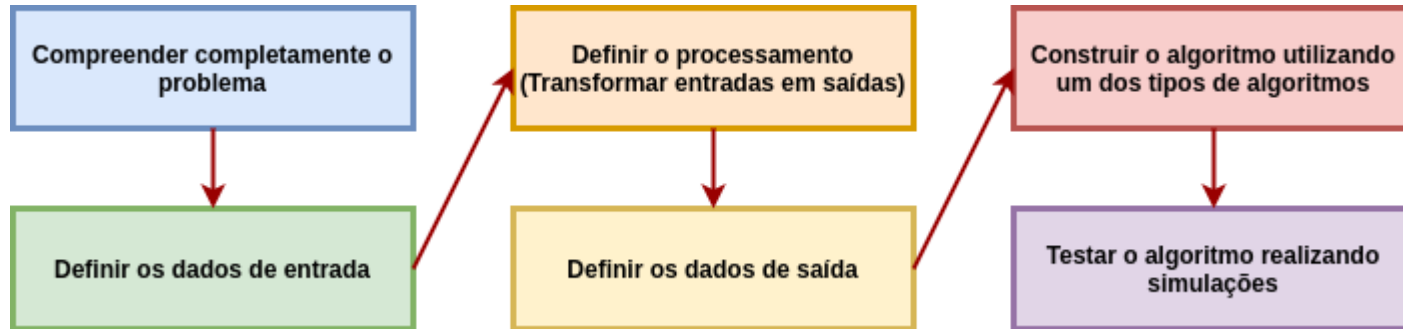 Compreender completamente o
problema
Definir os dados de entrada
Definir o processamento
(Transformar entradas em saídas)
Definir os dados de saída
Construir o algoritmo utilizando
um dos tipos de algoritmos
Testar o algoritmo realizando
simulações